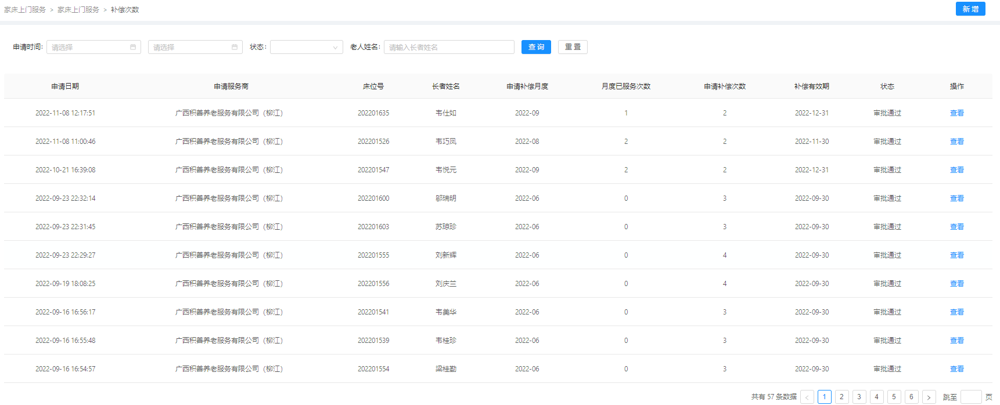 家床上门服务 > 家床上门服务 > 补偿次数 新 增
申请时间: 请选择 请选择 状态: 老人姓名: 请输入长者姓名 查 询 重 置
申请日期 申请服务商 床位号 长者姓名 申请补偿月度 月度已服务次数 申请补偿次数 补偿有效期 状态 操作
2022-11-08 12:17:51 广西积善养老服务有限公司（柳江） 202201635 韦仕如 2022-09 1 2 2022-12-31 审批通过 查看
2022-11-08 11:00:46 广西积善养老服务有限公司（柳江） 202201526 韦巧凤 2022-08 2 2 2022-11-30 审批通过 查看
2022-10-21 16:39:08 广西积善养老服务有限公司（柳江） 202201547 韦悦元 2022-09 2 2 2022-12-31 审批通过 查看
2022-09-23 22:32:14 广西积善养老服务有限公司（柳江） 202201600 邬瑞明 2022-06 0 3 2022-09-30 审批通过 查看
2022-09-23 22:31:45 广西积善养老服务有限公司（柳江） 202201603 苏琼珍 2022-06 0 3 2022-09-30 审批通过 查看
2022-09-23 22:29:27 广西积善养老服务有限公司（柳江） 202201555 刘新辉 2022-06 0 4 2022-09-30 审批通过 查看
2022-09-19 18:08:25 广西积善养老服务有限公司（柳江） 202201556 刘庆兰 2022-06 0 4 2022-09-30 审批通过 查看
2022-09-16 16:56:17 广西积善养老服务有限公司（柳江） 202201541 韦美华 2022-06 0 3 2022-09-30 审批通过 查看
2022-09-16 16:55:48 广西积善养老服务有限公司（柳江） 202201539 韦桂珍 2022-06 0 3 2022-09-30 审批通过 查看
2022-09-16 16:54:57 广西积善养老服务有限公司（柳江） 202201554 梁桂勤 2022-06 0 3 2022-09-30 审批通过 查看
共有 57 条数据 < 1 2 3 4 5 6 > 跳至 页